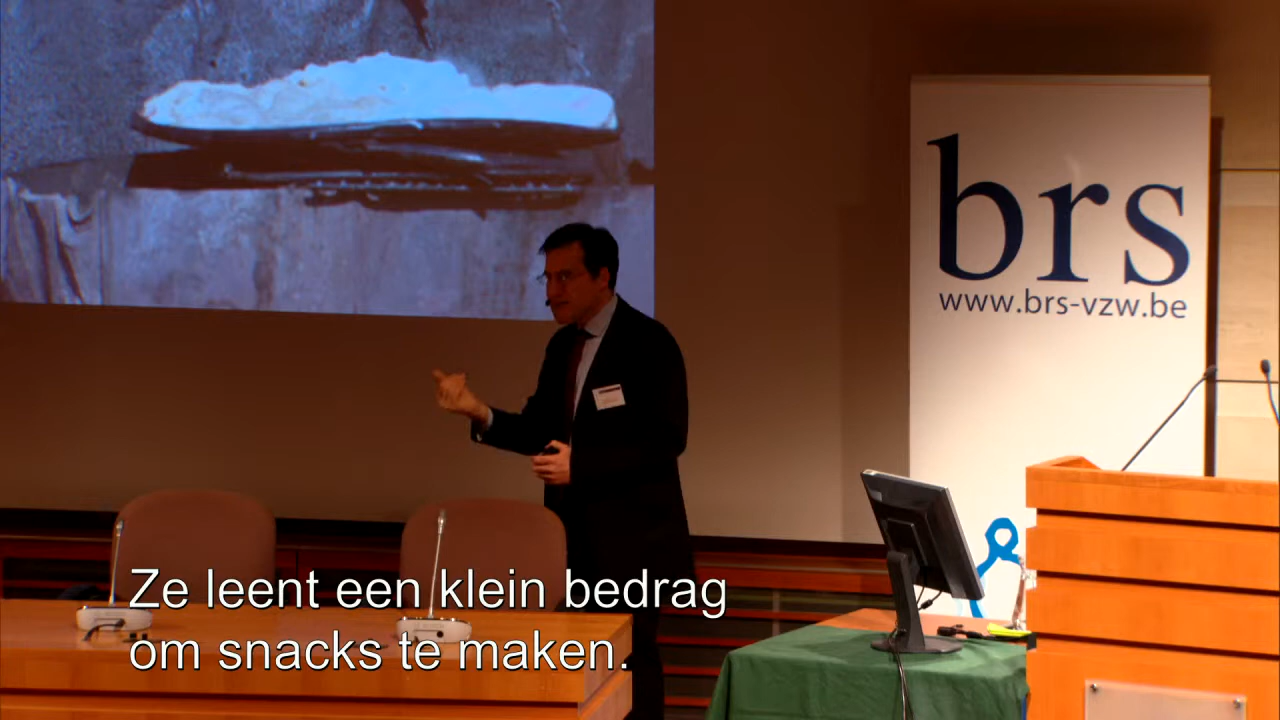 brs
www.brs-vzw.be
Ze leent een klein bedrag
om snacks te maken.